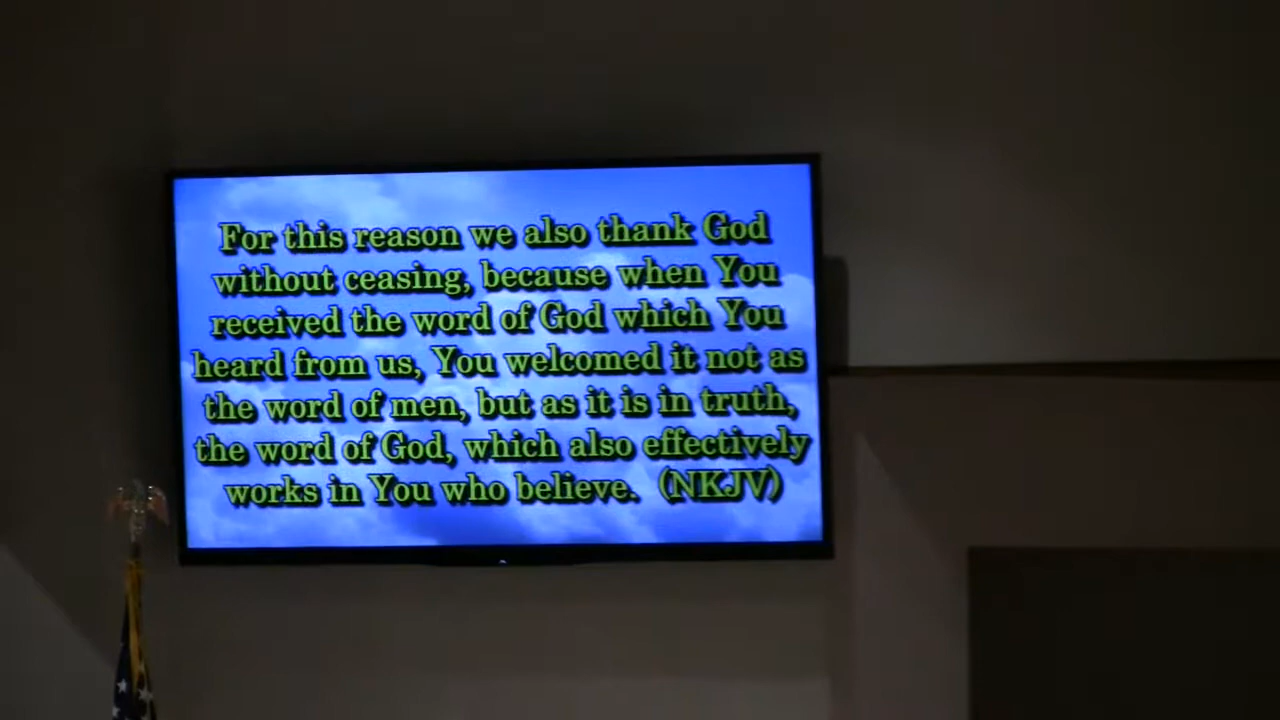 For this reason we also thank God
without ceasing, because when You
received the word of God which You
heard from us, You welcomed it not as
the word of men, but as it is in truth,
the word of God, which also effectively
works in You who believe. (NKJV)